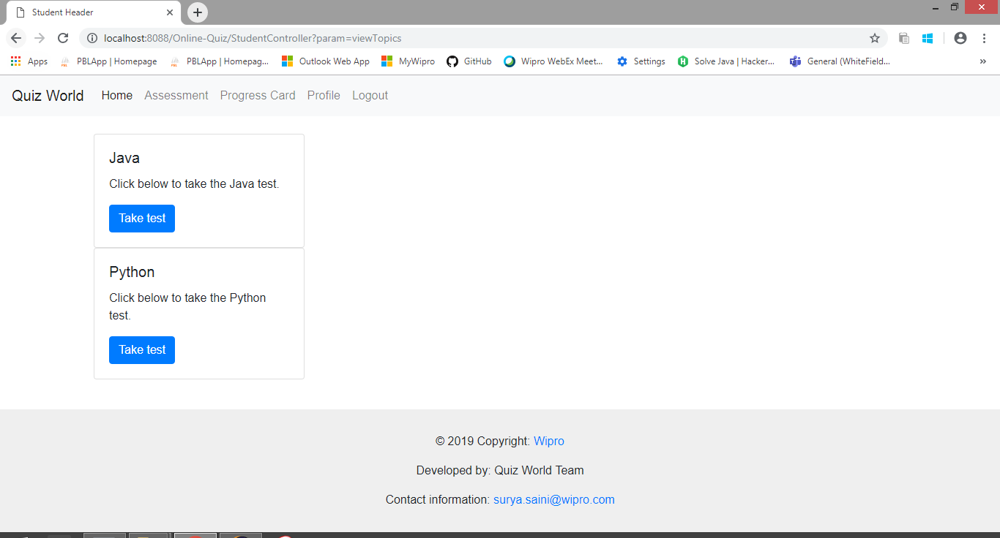 Student Header
localhost:8088/Online-Quiz/StudentController?param=viewTopics
Apps PBLApp | Homepage PBLApp | Homepag... Outlook Web App MyWipro GitHub Wipro WebEx Meet... Settings Solve Java | Hacker... General (WhiteField... »
Quiz World Home Assessment Progress Card Profile Logout
Java
Click below to take the Java test.
Take test
Python
Click below to take the Python
test.
Take test
© 2019 Copyright: Wipro
Developed by: Quiz World Team
Contact information: surya.saini@wipro.com